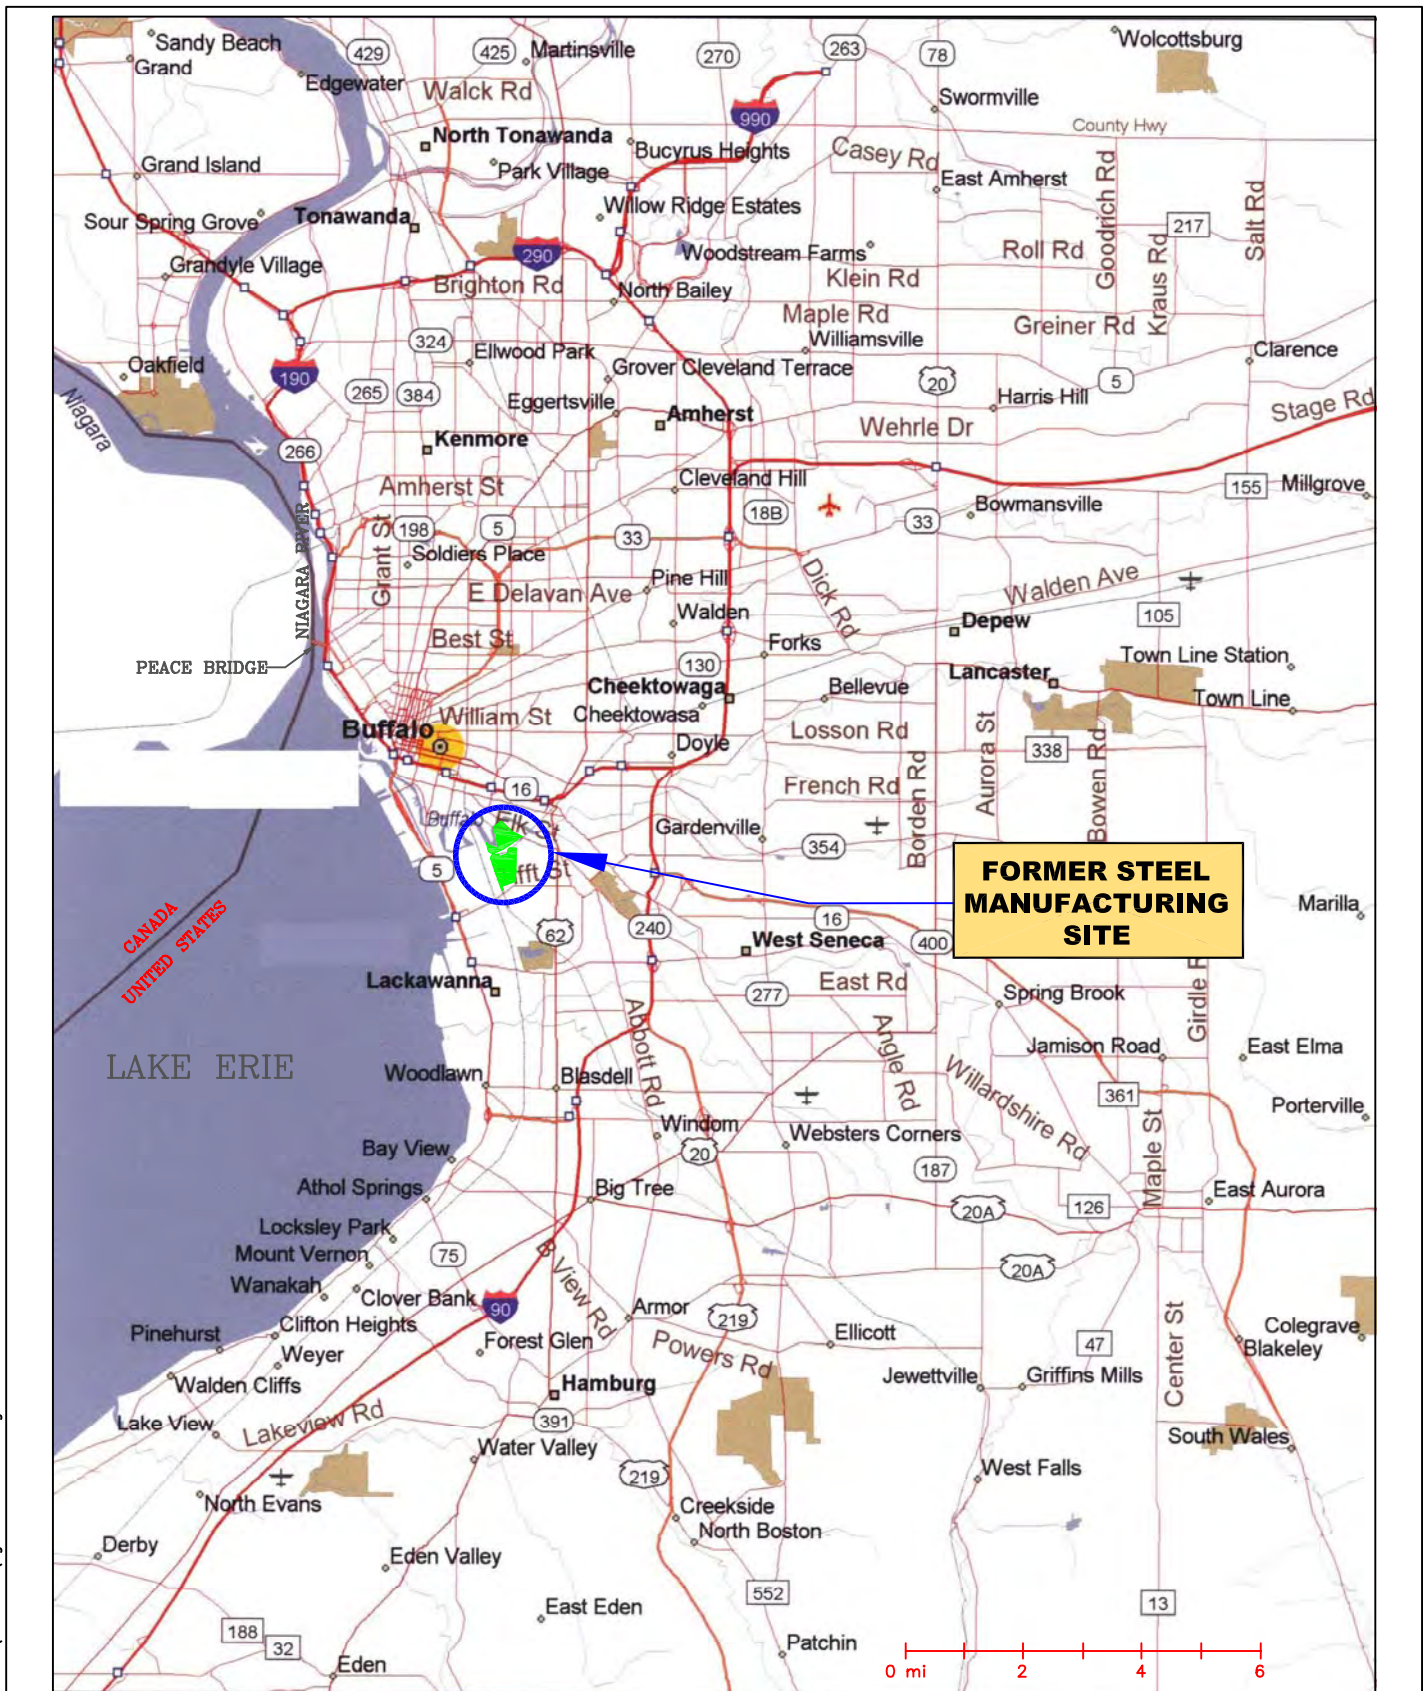 Sandy Beach
Grand
429
425
Martinsville
270
263
78
Wolcottsburg
Edgewater
Walck Rd
990
Swormville
County Hwy
North Tonawanda
Bucyrus Heights
Casey Rd
Grand Island
Park Village
East Amherst
Goodrich Rd
Salt Rd
Sour Spring Grove
Tonawanda
Willow Ridge Estates
217
290
Woodstream Farms
Roll Rd
Kraus Rd
Grandyle Village
Brighton Rd
North Bailey
Klein Rd
Maple Rd
Greiner Rd
324
Ellwood Park
Williamsville
Clarence
Oakfield
190
265
384
Grover Cleveland Terrace
20
5
Niagara
Eggertsville
Harris Hill
Stage Rd
Amherst
Wehrle Dr
266
Kenmore
Amherst St
Cleveland Hill
155
Millgrove
NIAGARA RIVER
Grant St
198
5
33
18B
33
Bowmansville
Soldiers Place
Pine Hill
Dick Rd
Walden Ave
E Delavan Ave
Walden
105
Best St
Depew
Forks
PEACE BRIDGE
130
Town Line Station
Cheektowaga
Lancaster
Bellevue
Town Line
William St
Cheektowasa
Buffalo
Losson Rd
Aurora St
338
Bowen Rd
Doyle
16
French Rd
Borden Rd
Buffalo
Elk St
Gardenville
354
5
ifft St
FORMER STEEL
MANUFACTURING
SITE
16
Marilla
CANADA
UNITED STATES
62
240
West Seneca
400
Lackawanna
277
East Rd
Spring Brook
Girdle R
Abbott Rd
Angle Rd
Jamison Road
East Elma
LAKE ERIE
Woodlawn
Blasdell
Willardshire Rd
361
Porterville
Windom
Websters Corners
Maple St
Bay View
20
187
Athol Springs
Big Tree
20A
126
East Aurora
Locksley Park
Mount Vernon
75
B View Rd
20A
Wanakah
Clover Bank
90
Armor
Center St
Pinehurst
Clifton Heights
219
Ellicott
Colegrave
Weyer
Forest Glen
Powers Rd
47
Blakeley
Walden Cliffs
Hamburg
Jewettville
Griffins Mills
Lake View
Lakeview Rd
391
Water Valley
South Wales
219
West Falls
North Evans
Creekside
North Boston
Derby
Eden Valley
552
East Eden
13
188
32
Patchin
Eden
0 mi
2
4
6